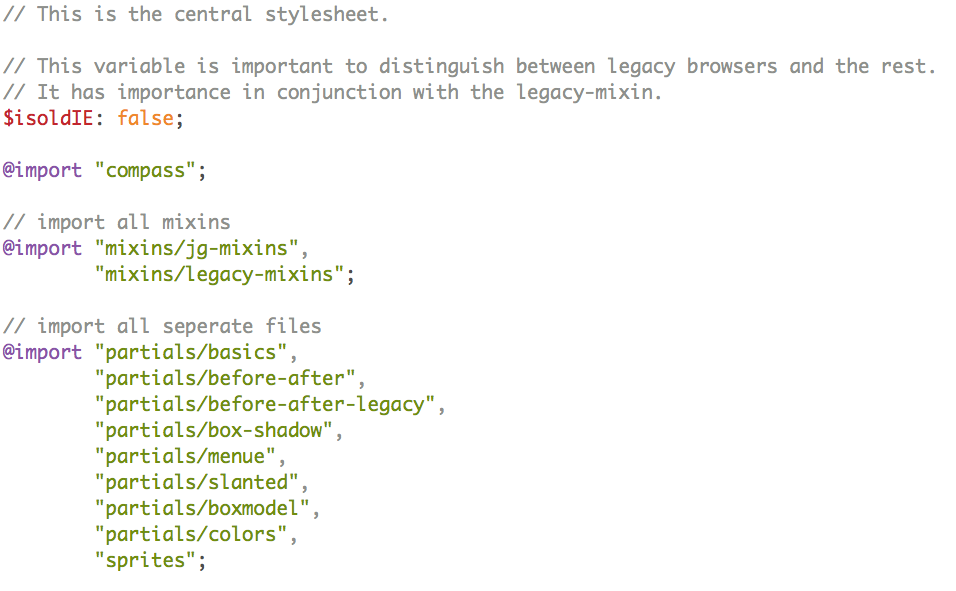 // This is the central stylesheet.
// This variable is important to distinguish between legacy browsers and the rest.
// It has importance in conjunction with the legacy-mixin.
$isoldIE: false;
@import "compass";
// import all mixins
@import "mixins/jg-mixins",
"mixins/legacy-mixins";
// import all seperate files
@import "partials/basics",
"partials/before-after",
"partials/before-after-legacy",
"partials/box-shadow",
"partials/menue",
"partials/slanted",
"partials/boxmodel",
"partials/colors",
"sprites";